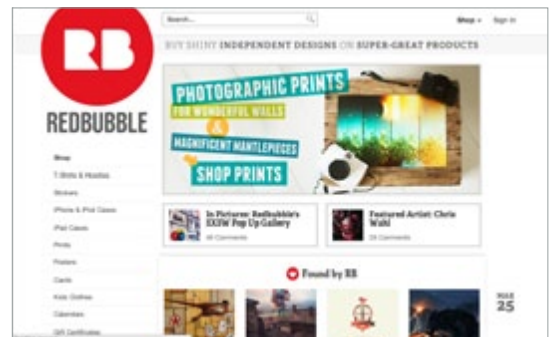 Search...
Shop
Sign In
BUY SHINY INDEPENDENT DESIGNS ON SUPER-GREAT PRODUCTS
RB
REDBUBBLE
PHOTOGRAPHIC PRINTS
FOR WONDERFUL WALLS
&
MAGNIFICENT MANTLEPIECES
SHOP PRINTS
Shop
T-Shirts & Hoodies
Stickers
iPhone & iPod Cases
iPad Cases
Prints
Posters
Cards
Kids Clothes
Calendars
Gift Certificates
In Pictures: Redbubble's
SXSW Pop Up Gallery
Comments
Featured Artist: Chris
Wahl
Comments
Found by RB
MAR
25